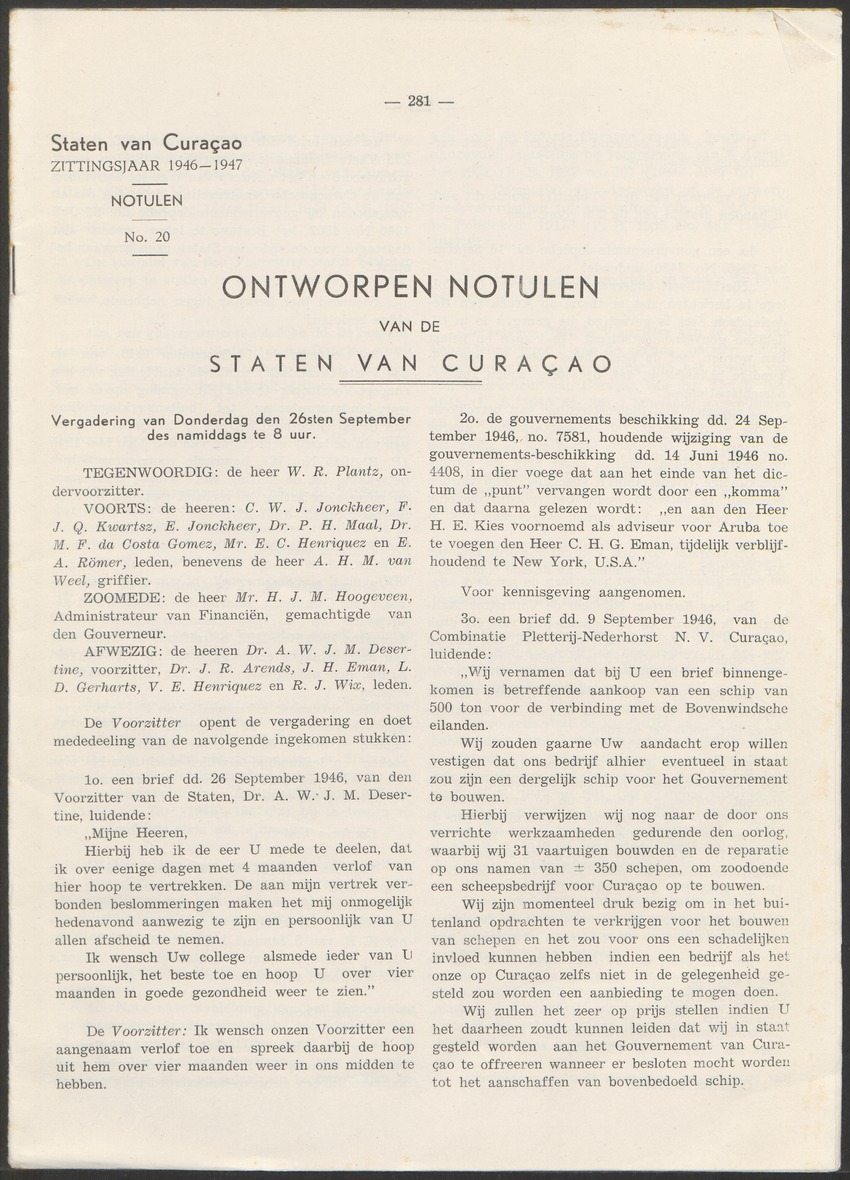 — 281 —
Staten van Curaçao
ZITTINGSJAAR 1946—1947
NOTULEN
No. 20
ONTWORPEN NOTULEN
VAN DE
STATEN VAN CURAÇAO
Vergadering van Donderdag den 26sten September
des namiddags te 8 uur.
TEGENWOORDIG: de heer W. R. Plantz, on-
dervoorzitter.
VOORTS: de heeren: C. W. J. Jonckheer, F.
J. Q. Kwartsz, E. Jonckheer, Dr. P. H. Maal, Dr.
M. F. da Costa Gomez, Mr. E. C. Henriquez en E.
A. Römer, leden, benevens de heer A. H. M. van
Weel, griffier.
ZOOMEDE: de heer Mr. H. J. M. Hoogeveen,
Administrateur van Financiën, gemachtigde van
den Gouverneur.
AFWEZIG: de heeren Dr. A. W. J. M. Deser-
tine, voorzitter, Dr. J. R. Arends, J. H. Eman, L.
D. Gerharts, V. E. Henriquez en R. J. Wix, leden.
De Voorzitter opent de vergadering en doet
mededeeling van de navolgende ingekomen stukken:
1o. een brief dd. 26 September 1946, van den
Voorzitter van de Staten, Dr. A. W. J. M. Deser-
tine, luidende:
„Mijne Heeren,
Hierbij heb ik de eer U mede te deelen, dat
ik over eenige dagen met 4 maanden verlof van
hier hoop te vertrekken. De aan mijn vertrek ver-
bonden beslommeringen maken het mij onmogelijk
hedenavond aanwezig te zijn en persoonlijk van U
allen afscheid te nemen.
Ik wensch Uw college alsmede ieder van U
persoonlijk, het beste toe en hoop U over vier
maanden in goede gezondheid weer te zien.”
De Voorzitter: Ik wensch onzen Voorzitter een
aangenaam verlof toe en spreek daarbij de hoop
uit hem over vier maanden weer in ons midden te
hebben.
2o. de gouvernements beschikking dd. 24 Sep-
tember 1946, no. 7581, houdende wijziging van de
gouvernements-beschikking dd. 14 Juni 1946 no.
4408, in dier voege dat aan het einde van het dic-
tum de „punt” vervangen wordt door een „komma”
en dat daarna gelezen wordt: „en aan den Heer
H. E. Kies voornoemd als adviseur voor Aruba toe
te voegen den Heer C. H. G. Eman, tijdelijk verblijf-
houdend te New York, U.S.A.”
Voor kennisgeving aangenomen.
3o. een brief dd. 9 September 1946, van de
Combinatie Pletterij-Nederhorst N. V. Curaçao,
luidende:
„Wij vernamen dat bij U een brief binnenge-
komen is betreffende aankoop van een schip van
500 ton voor de verbinding met de Bovenwindsche
eilanden.
Wij zouden gaarne Uw aandacht erop willen
vestigen dat ons bedrijf alhier eventueel in staat
zou zijn een dergelijk schip voor het Gouvernement
te bouwen.
Hierbij verwijzen wij nog naar de door ons
verrichte werkzaamheden gedurende den oorlog,
waarbij wij 31 vaartuigen bouwden en de reparatie
op ons namen van ± 350 schepen, om zoodoende
een scheepsbedrijf voor Curaçao op te bouwen.
Wij zijn momenteel druk bezig om in het bui-
tenland opdrachten te verkrijgen voor het bouwen
van schepen en het zou voor ons een schadelijken
invloed kunnen hebben indien een bedrijf als het
onze op Curaçao zelfs niet in de gelegenheid ge-
steld zou worden een aanbieding te mogen doen.
Wij zullen het zeer op prijs stellen indien U
het daarheen zoudt kunnen leiden dat wij in staat
gesteld worden aan het Gouvernement van Cura-
çao te offreeren wanneer er besloten mocht worden
tot het aanschaffen van bovenbedoeld schip.